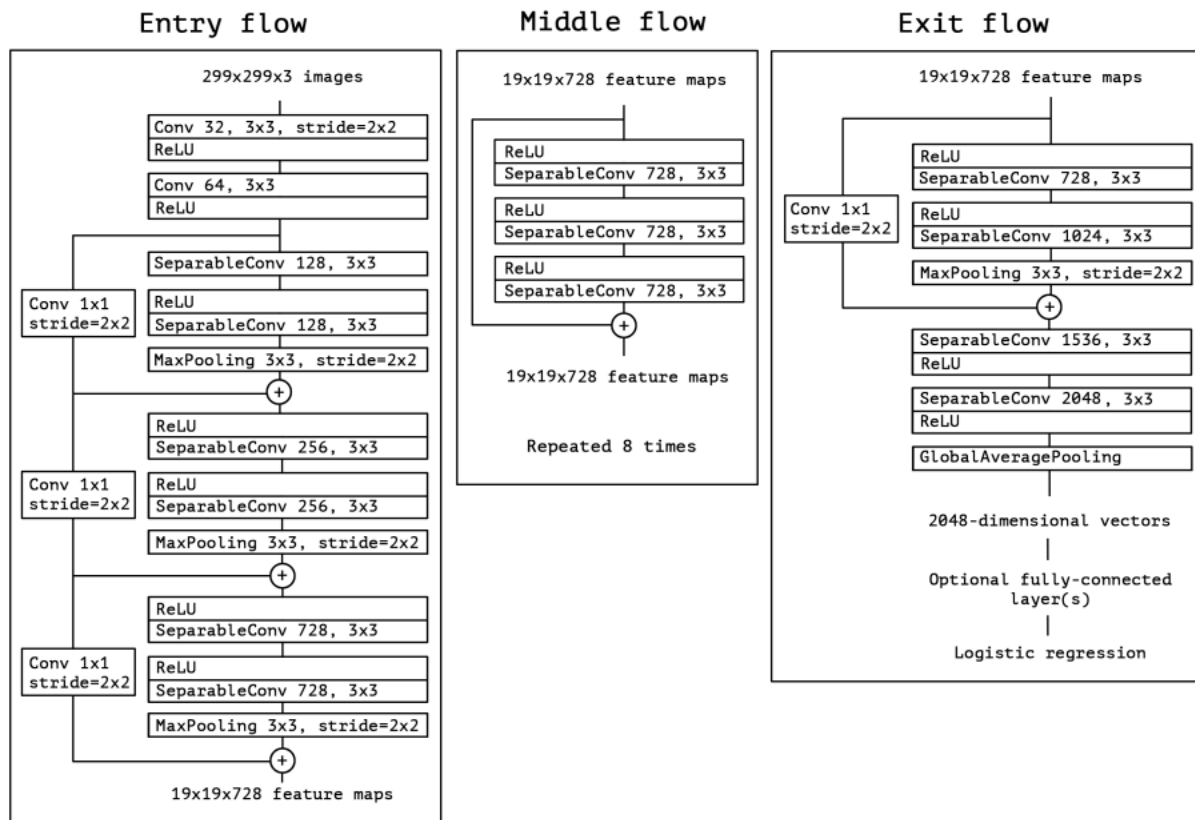 Entry flow
299x299x3 images
Conv 32, 3x3, stride=2x2
ReLU
Conv 64, 3x3
ReLU
SeparableConv 128, 3x3
Conv 1x1
stride=2x2
ReLU
SeparableConv 128, 3x3
MaxPooling 3x3, stride=2x2
+
ReLU
SeparableConv 256, 3x3
Conv 1x1
stride=2x2
ReLU
SeparableConv 256, 3x3
MaxPooling 3x3, stride=2x2
+
ReLU
SeparableConv 728, 3x3
Conv 1x1
stride=2x2
ReLU
SeparableConv 728, 3x3
MaxPooling 3x3, stride=2x2
+
19x19x728 feature maps
Middle flow
19x19x728 feature maps
ReLU
SeparableConv 728, 3x3
ReLU
SeparableConv 728, 3x3
ReLU
SeparableConv 728, 3x3
+
19x19x728 feature maps
Repeated 8 times
Exit flow
19x19x728 feature maps
ReLU
SeparableConv 728, 3x3
Conv 1x1
stride=2x2
ReLU
SeparableConv 1024, 3x3
MaxPooling 3x3, stride=2x2
+
SeparableConv 1536, 3x3
ReLU
SeparableConv 2048, 3x3
ReLU
GlobalAveragePooling
2048-dimensional vectors
Optional fully-connected
layer(s)
Logistic regression